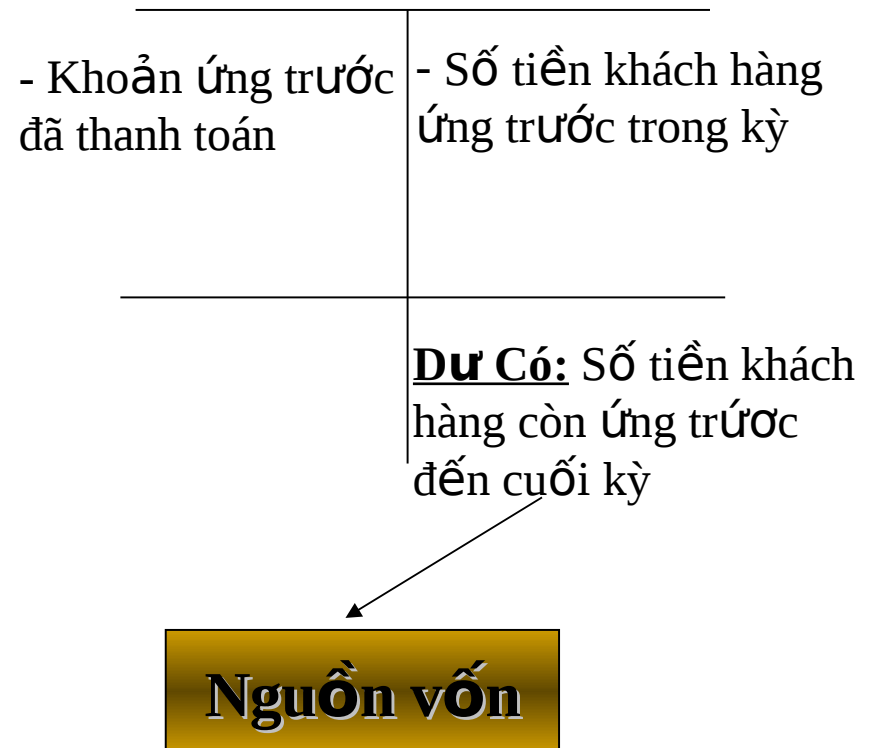 - Khoản ứng trước
đã thanh toán
- Số tiền khách hàng
ứng trước trong kỳ
Dư Có: Số tiền khách
hàng còn ứng trứơc
đến cuối kỳ
Nguồn vốn